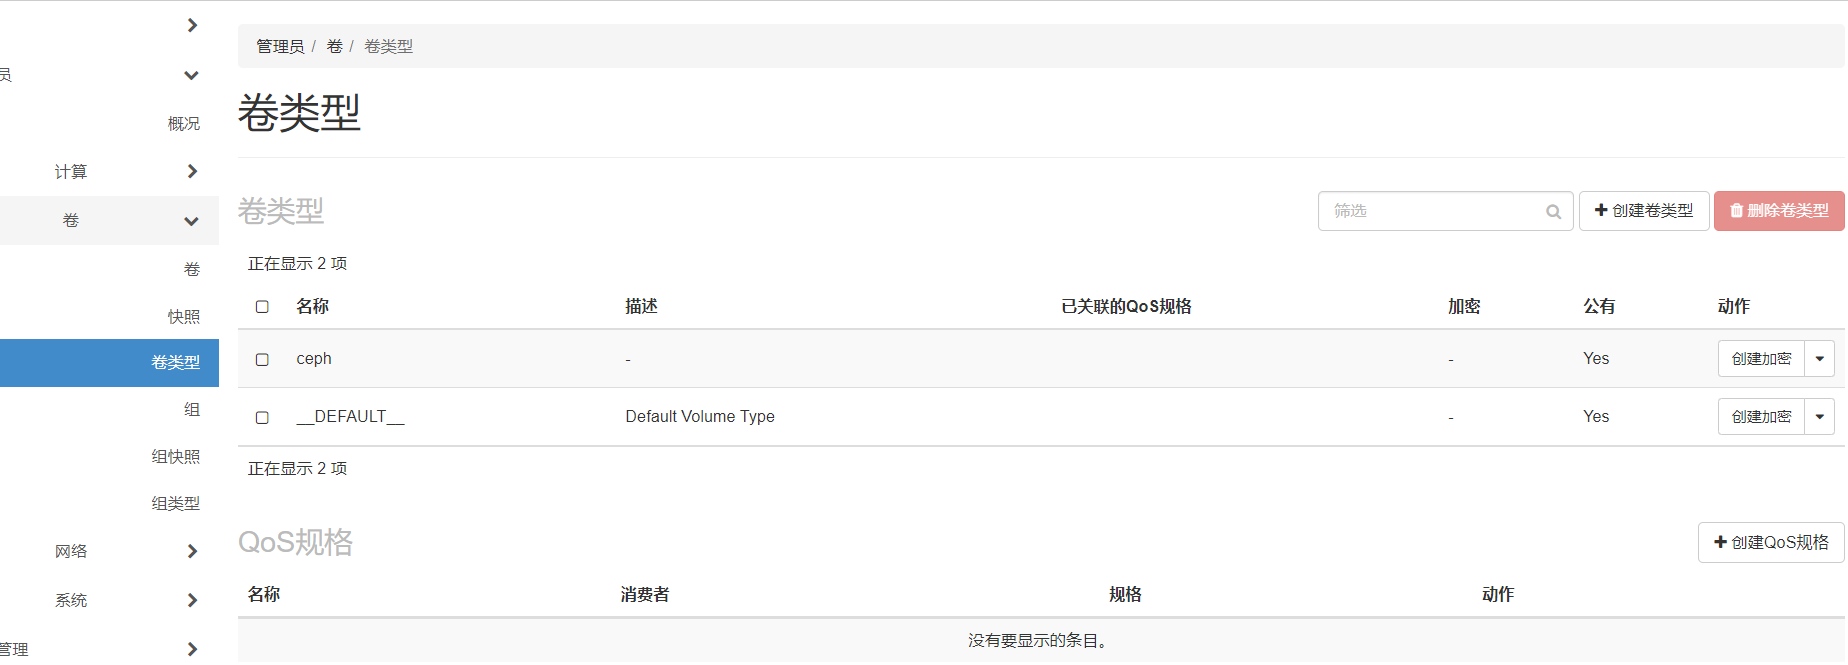 管理员 / 卷 / 卷类型
员
概况
计算
卷
卷
快照
卷类型
组
组快照
组类型
网络
系统
管理
卷类型
卷类型
筛选
创建卷类型
删除卷类型
正在显示 2 项
名称 描述 已关联的QoS规格 加密 公有 动作
ceph - - Yes 创建加密
__DEFAULT__ Default Volume Type - Yes 创建加密
正在显示 2 项
QoS规格
创建QoS规格
名称 消费者 规格 动作
没有要显示的条目。